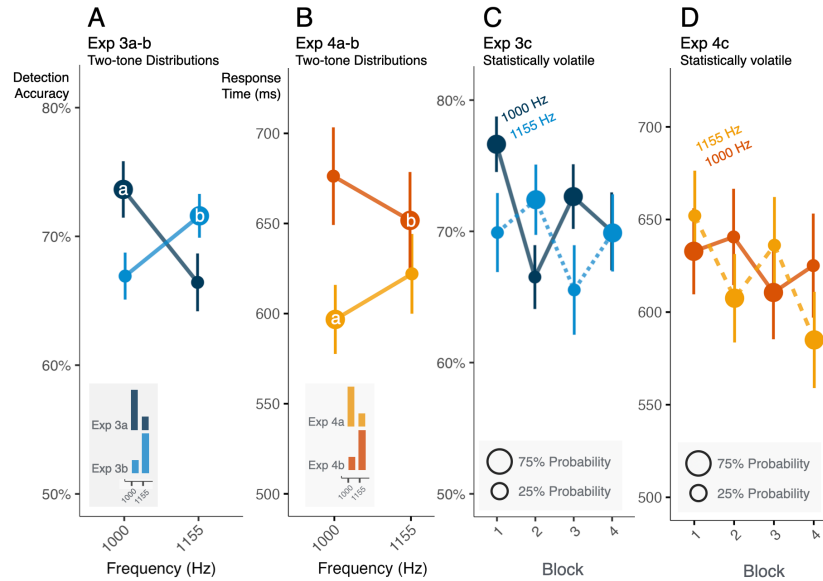 A
Exp 3a-b
Two-tone Distributions
Detection
Accuracy
80%
70%
60%
50%
a
b
Exp 3a
Exp 3b
1000
1155
1000
1155
Frequency (Hz)
B
Exp 4a-b
Two-tone Distributions
Response
Time (ms)
700
650
600
550
500
b
a
Exp 4a
Exp 4b
1000
1155
1000
1155
Frequency (Hz)
C
Exp 3c
Statistically volatile
80%
70%
60%
50%
1000 Hz
1155 Hz
75% Probability
25% Probability
1
2
3
4
Block
D
Exp 4c
Statistically volatile
700
650
600
550
500
1155 Hz
1000 Hz
75% Probability
25% Probability
1
2
3
4
Block